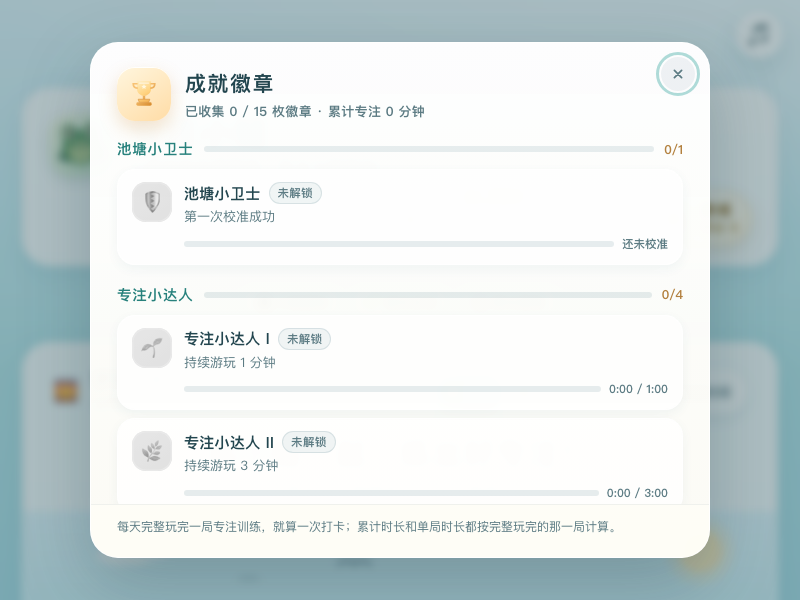 成就徽章
已收集 0 / 15 枚徽章 · 累计专注 0 分钟
池塘小卫士 0/1
池塘小卫士 未解锁
第一次校准成功
还未校准
专注小达人 0/4
专注小达人 I 未解锁
持续游玩 1 分钟
0:00 / 1:00
专注小达人 II 未解锁
持续游玩 3 分钟
0:00 / 3:00
每天完整玩完一局专注训练，就算一次打卡；累计时长和单局时长都按完整玩完的那一局计算。